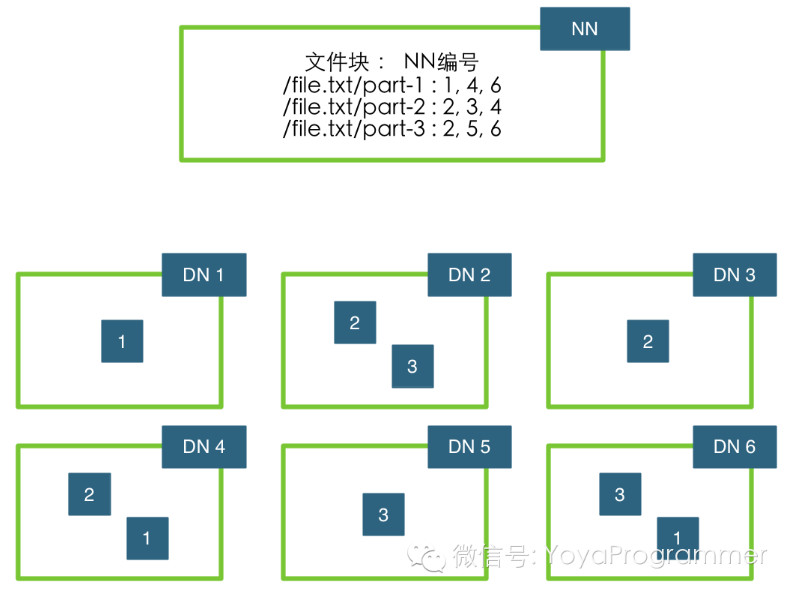 NN
文件块： NN编号
/file.txt/part-1 : 1, 4, 6
/file.txt/part-2 : 2, 3, 4
/file.txt/part-3 : 2, 5, 6
DN 1
1
DN 2
2
3
DN 3
2
DN 4
2
1
DN 5
3
DN 6
3
1
微信号: YoyaProgrammer